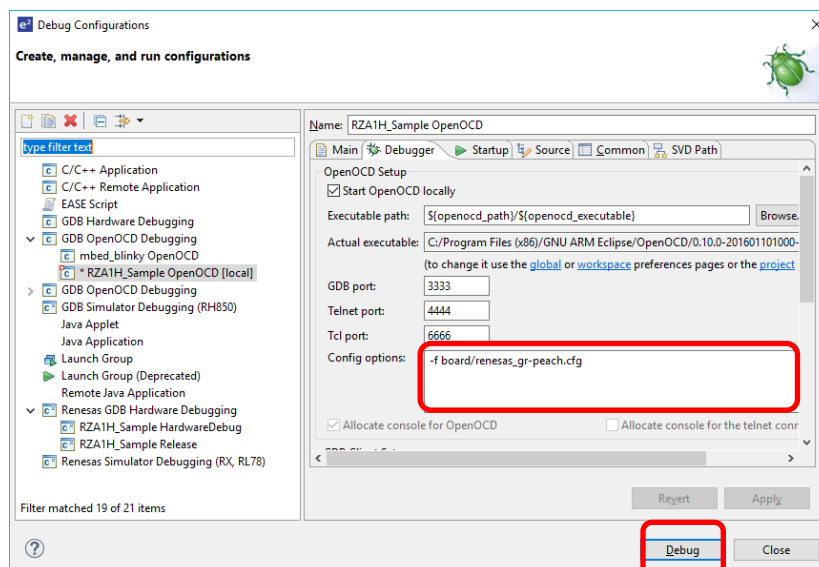 Debug Configurations
Create, manage, and run configurations
type filter text
C/C++ Application
C/C++ Remote Application
EASE Script
GDB Hardware Debugging
GDB OpenOCD Debugging
mbed_blinky OpenOCD
* RZA1H_Sample OpenOCD [local]
GDB OpenOCD Debugging
GDB Simulator Debugging (RH850)
Java Applet
Java Application
Launch Group
Launch Group (Deprecated)
Remote Java Application
Renesas GDB Hardware Debugging
RZA1H_Sample HardwareDebug
RZA1H_Sample Release
Renesas Simulator Debugging (RX, RL78)
Filter matched 19 of 21 items
Name: RZA1H_Sample OpenOCD
Main Debugger Startup Source Common SVD Path
OpenOCD Setup
Start OpenOCD locally
Executable path: ${openocd_path}/${openocd_executable} Browse.
Actual executable: C:/Program Files (x86)/GNU ARM Eclipse/OpenOCD/0.10.0-201601101000-
(to change it use the global or workspace preferences pages or the project
GDB port: 3333
Telnet port: 4444
Tcl port: 6666
Config options: -f board/renesas_gr-peach.cfg
Allocate console for OpenOCD Allocate console for the telnet conr
Revert Apply
Debug Close